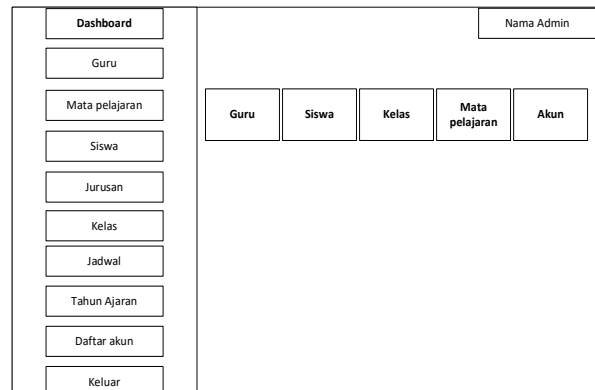 Dashboard
Nama Admin
Guru
Mata pelajaran
Siswa
Jurusan
Kelas
Jadwal
Tahun Ajaran
Daftar akun
Keluar
Guru
Siswa
Kelas
Mata
pelajaran
Akun